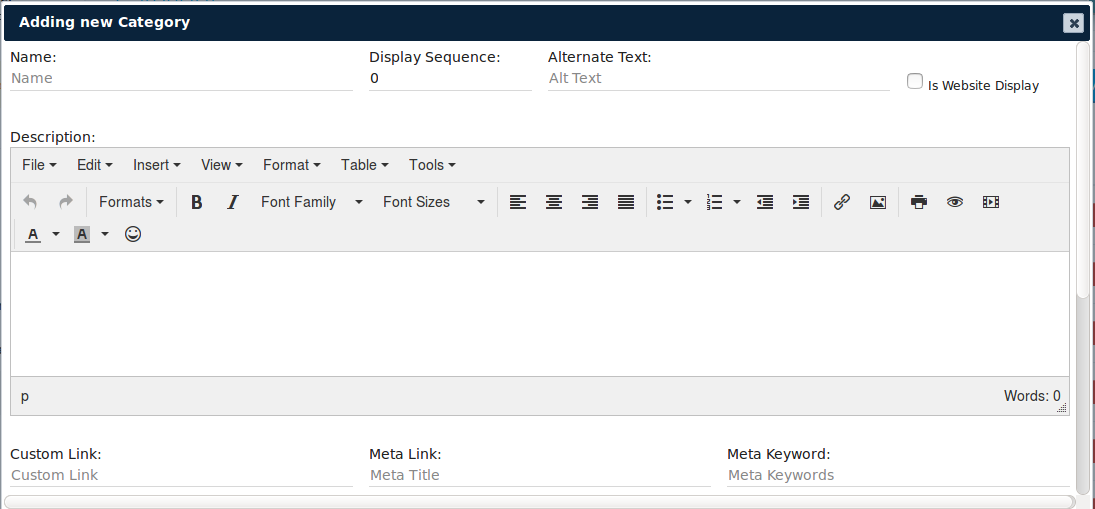 Adding new Category
Name: Display Sequence: Alternate Text:
Name 0 Alt Text Is Website Display
Description:
File Edit Insert View Format Table Tools
Formats B I Font Family Font Sizes
A A
p Words: 0
Custom Link: Meta Link: Meta Keyword:
Custom Link Meta Title Meta Keywords